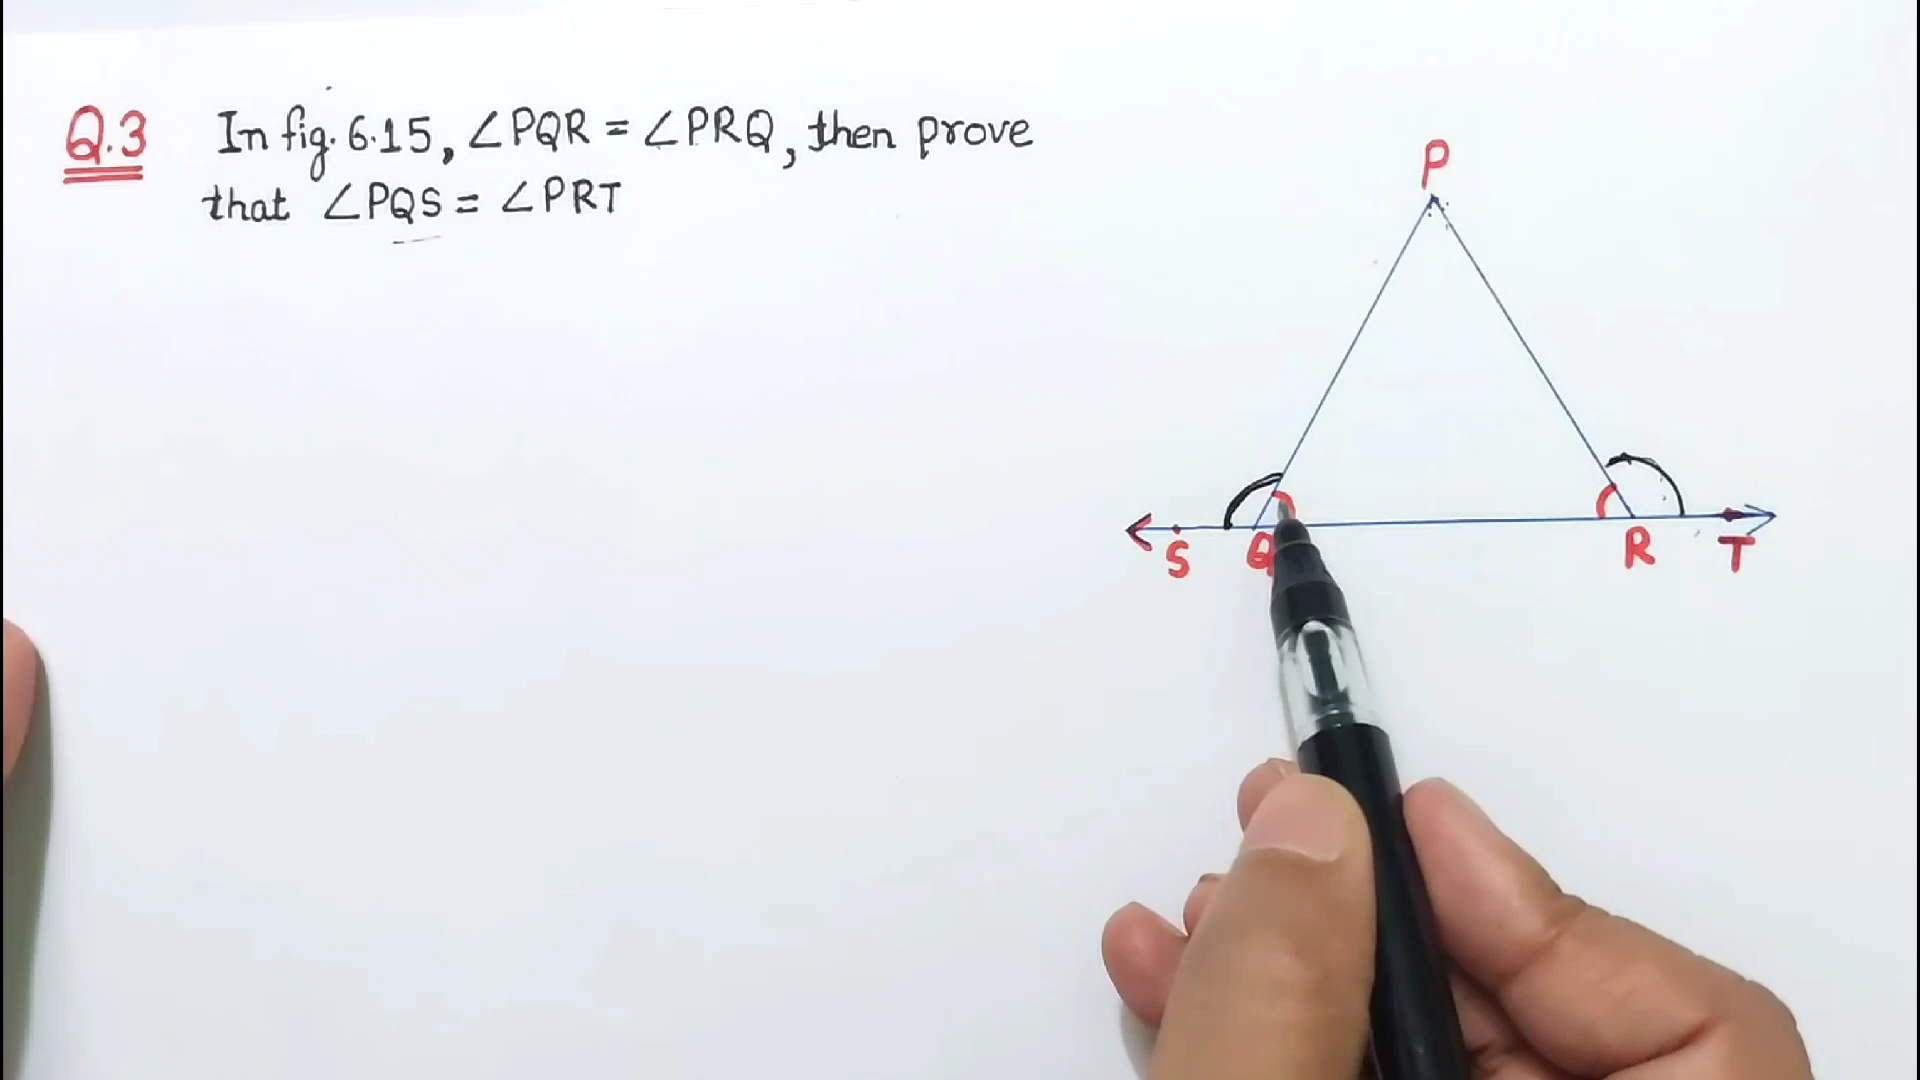 Q.3 In fig. 6.15, ∠PQR = ∠PRQ, then prove
that ∠PQS = ∠PRT
P
S Q R T